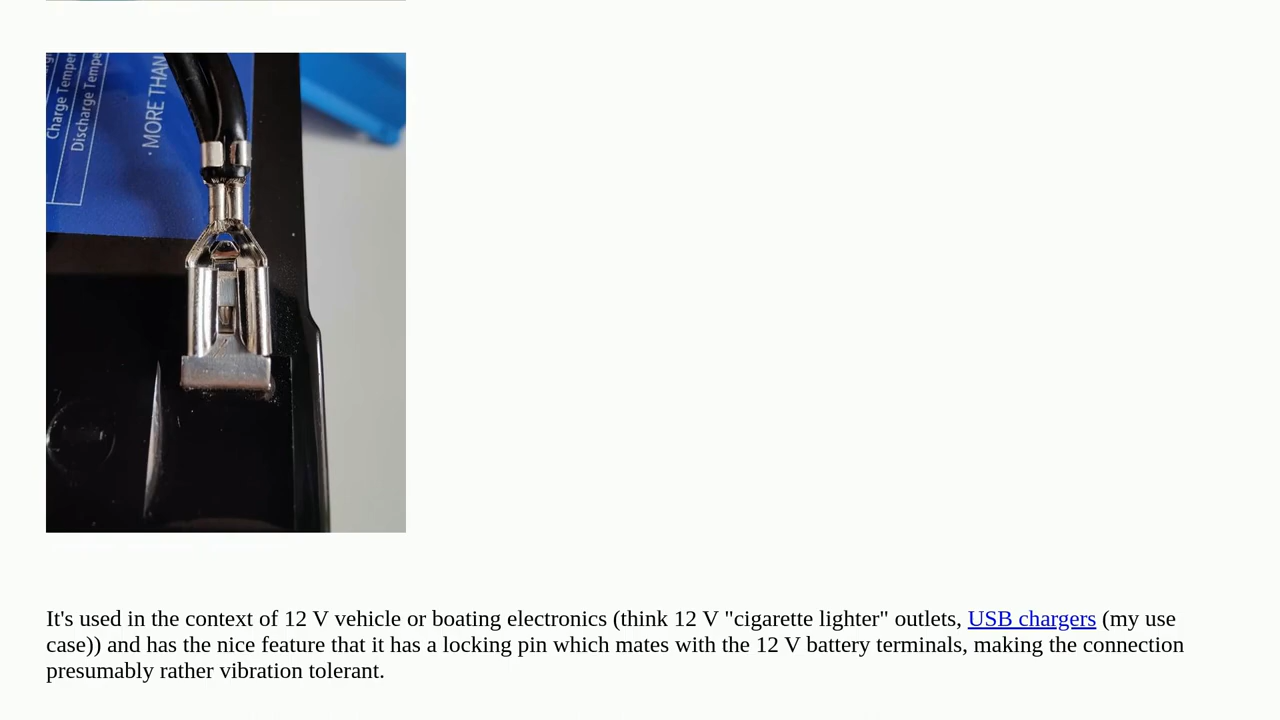 Charge Temper
Discharge Tempe
· MORE THAN
It's used in the context of 12 V vehicle or boating electronics (think 12 V "cigarette lighter" outlets, USB chargers (my use
case)) and has the nice feature that it has a locking pin which mates with the 12 V battery terminals, making the connection
presumably rather vibration tolerant.